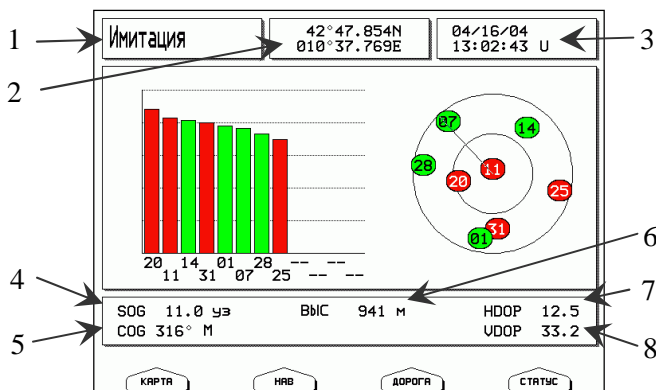 1
Имитация
42°47.854N
010°37.769E
04/16/04
13:02:43 U
3
2
07
14
28
11
20
25
31
01
20 14 01 28 -- --
11 31 07 25 -- --
6
4
SOG 11.0 уз
ВЫС 941 м
HDOP 12.5
7
5
COG 316° M
VDOP 33.2
8
КАРТА
НАВ
ДОРОГА
СТАТУС